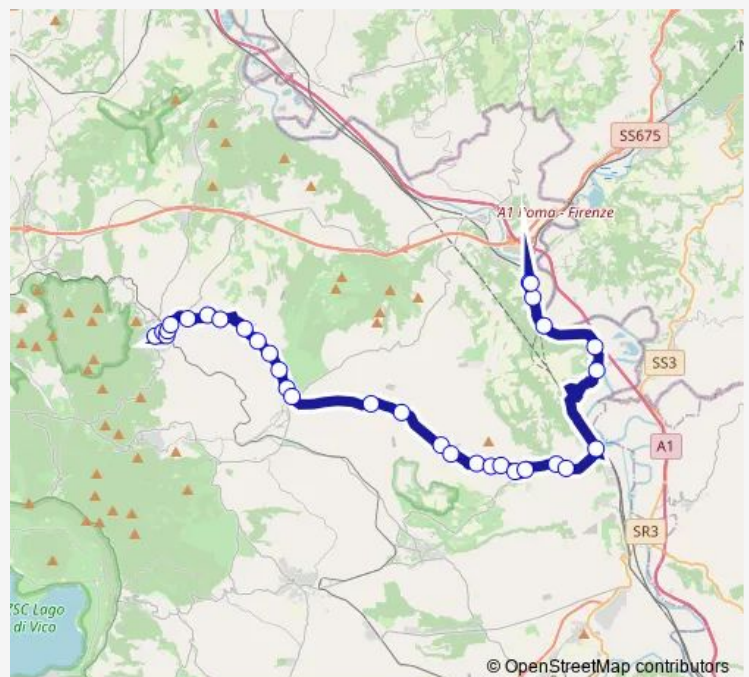 SS675
A1 Roma - Firenze
SS3
A1
SR3
ZSC Lago
di Vico
© OpenStreetMap contributors